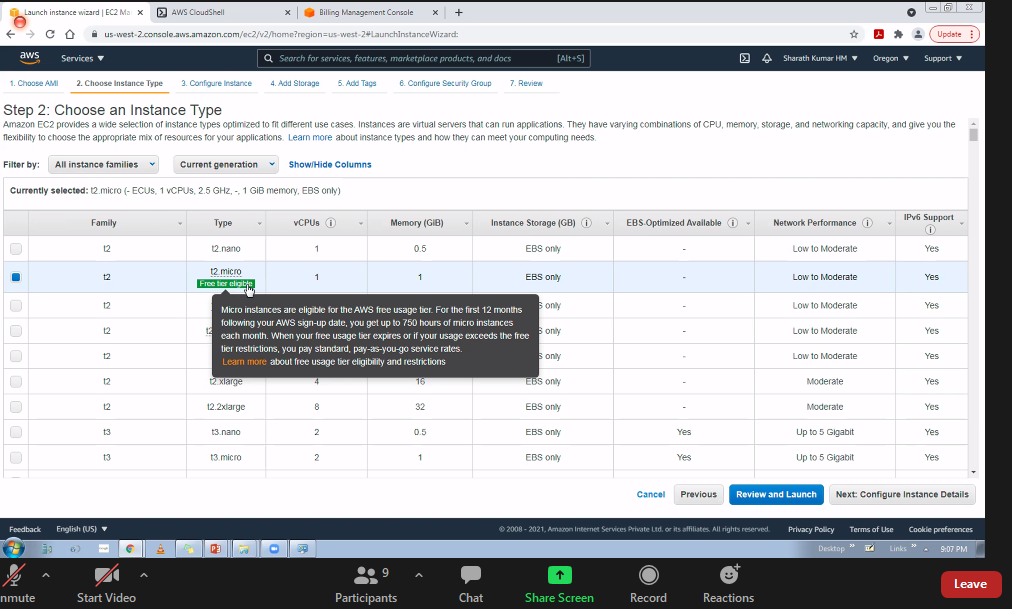 Launch instance wizard | EC2 Ma
AWS CloudShell
Billing Management Console
us-west-2.console.aws.amazon.com/ec2/v2/home?region=us-west-2#LaunchInstanceWizard:
Update
aws
Services
Search for services, features, marketplace products, and docs
[Alt+S]
Sharath Kumar HM
Oregon
Support
1. Choose AMI
2. Choose Instance Type
3. Configure Instance
4. Add Storage
5. Add Tags
6. Configure Security Group
7. Review
Step 2: Choose an Instance Type
Amazon EC2 provides a wide selection of instance types optimized to fit different use cases. Instances are virtual servers that can run applications. They have varying combinations of CPU, memory, storage, and networking capacity, and give you the
flexibility to choose the appropriate mix of resources for your applications. Learn more about instance types and how they can meet your computing needs.
Filter by:
All instance families
Current generation
Show/Hide Columns
Currently selected: t2.micro (- ECUs, 1 vCPUs, 2.5 GHz, -, 1 GiB memory, EBS only)
Family Type vCPUs Memory (GiB) Instance Storage (GB) EBS-Optimized Available Network Performance IPv6 Support
t2 t2.nano 1 0.5 EBS only - Low to Moderate Yes
t2 t2.micro 1 1 EBS only - Low to Moderate Yes
Free tier eligible
Micro instances are eligible for the AWS free usage tier. For the first 12 months
following your AWS sign-up date, you get up to 750 hours of micro instances
each month. When your free usage tier expires or if your usage exceeds the free
tier restrictions, you pay standard, pay-as-you-go service rates.
Learn more about free usage tier eligibility and restrictions
t2 only - Low to Moderate Yes
t2 only - Low to Moderate Yes
t2 only - Low to Moderate Yes
t2 t2.xlarge 4 16 EBS only - Moderate Yes
t2 t2.2xlarge 8 32 EBS only - Moderate Yes
t3 t3.nano 2 0.5 EBS only Yes Up to 5 Gigabit Yes
t3 t3.micro 2 1 EBS only Yes Up to 5 Gigabit Yes
Cancel
Previous
Review and Launch
Next: Configure Instance Details
Feedback
English (US)
© 2008 - 2021, Amazon Internet Services Private Ltd. or its affiliates. All rights reserved.
Privacy Policy
Terms of Use
Cookie preferences
Desktop
Links
9:07 PM
nmute
Start Video
Participants
9
Chat
Share Screen
Record
Reactions
Leave